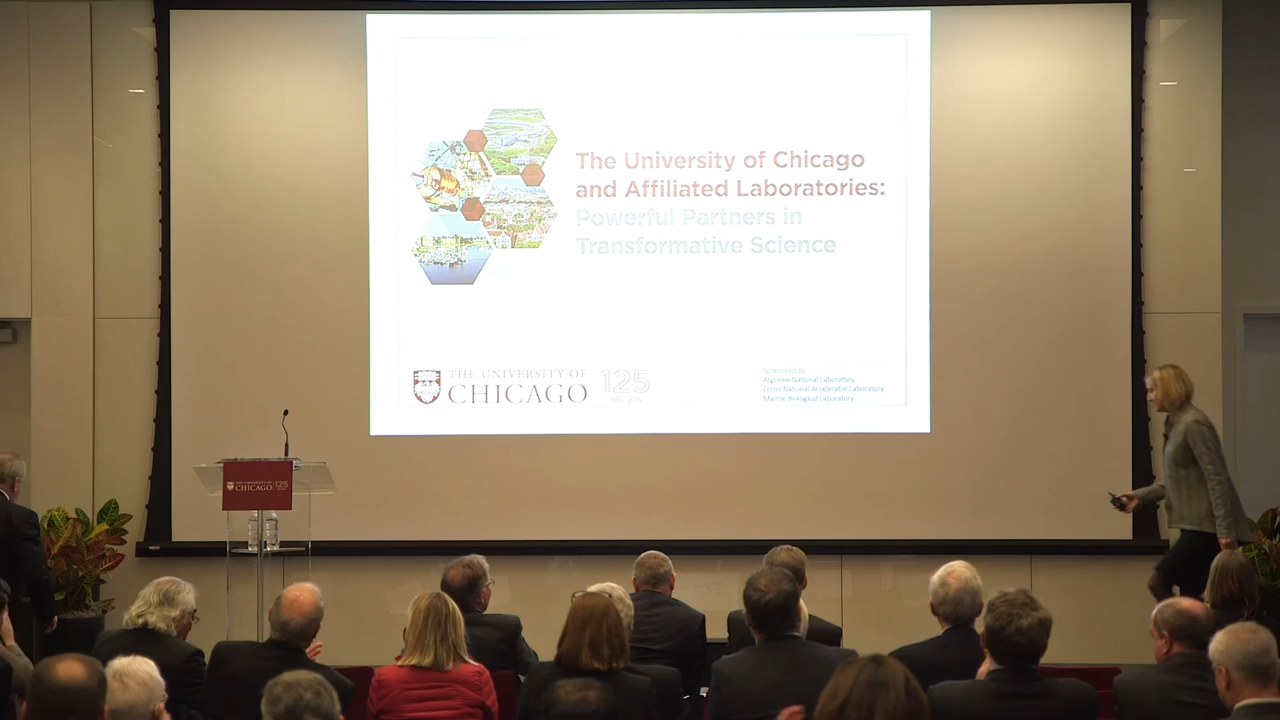 The University of Chicago
and Affiliated Laboratories:
Powerful Partners in
Transformative Science
THE UNIVERSITY OF
CHICAGO
125
Sponsored by
Argonne National Laboratory
Fermi National Accelerator Laboratory
Marine Biological Laboratory
THE UNIVERSITY OF
CHICAGO 125